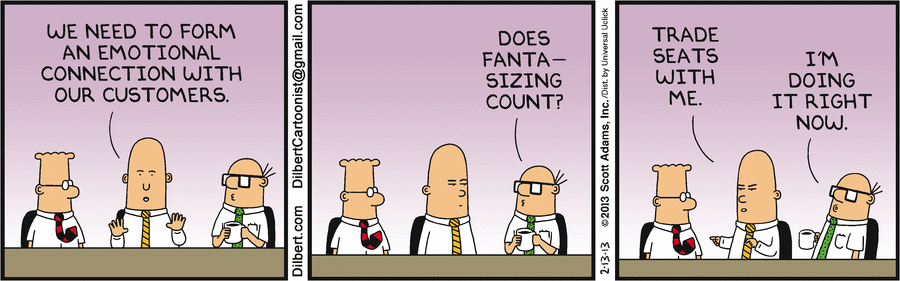 WE NEED TO FORM
AN EMOTIONAL
CONNECTION WITH
OUR CUSTOMERS.
Dilbert.com DilbertCartoonist@gmail.com
DOES
FANTA—
SIZING
COUNT?
2-13-13 ©2013 Scott Adams, Inc. /Dist. by Universal Uclick
TRADE
SEATS
WITH
ME.
I'M
DOING
IT RIGHT
NOW.